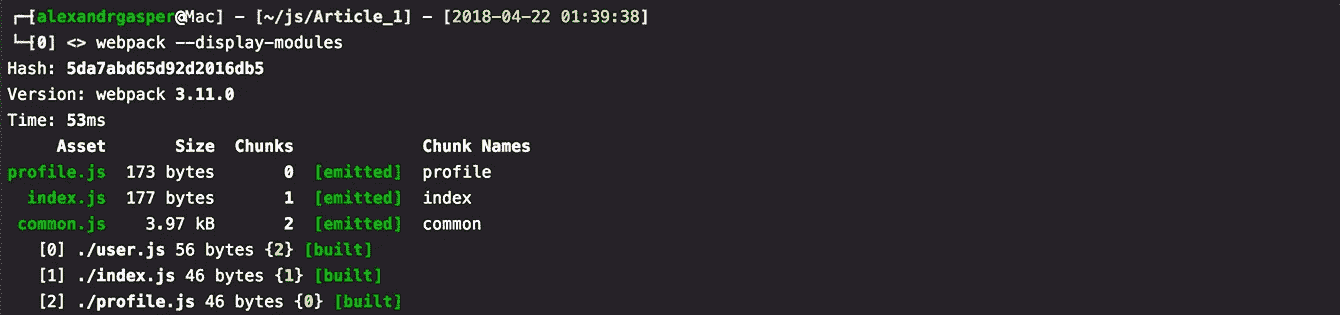 ┌─[alexandrgasper@Mac] – [~/js/Article_1] – [2018-04-22 01:39:38]
└─[0] <> webpack --display-modules
Hash: 5da7abd65d92d2016db5
Version: webpack 3.11.0
Time: 53ms
Asset Size Chunks Chunk Names
profile.js 173 bytes 0 [emitted] profile
index.js 177 bytes 1 [emitted] index
common.js 3.97 kB 2 [emitted] common
[0] ./user.js 56 bytes {2} [built]
[1] ./index.js 46 bytes {1} [built]
[2] ./profile.js 46 bytes {0} [built]